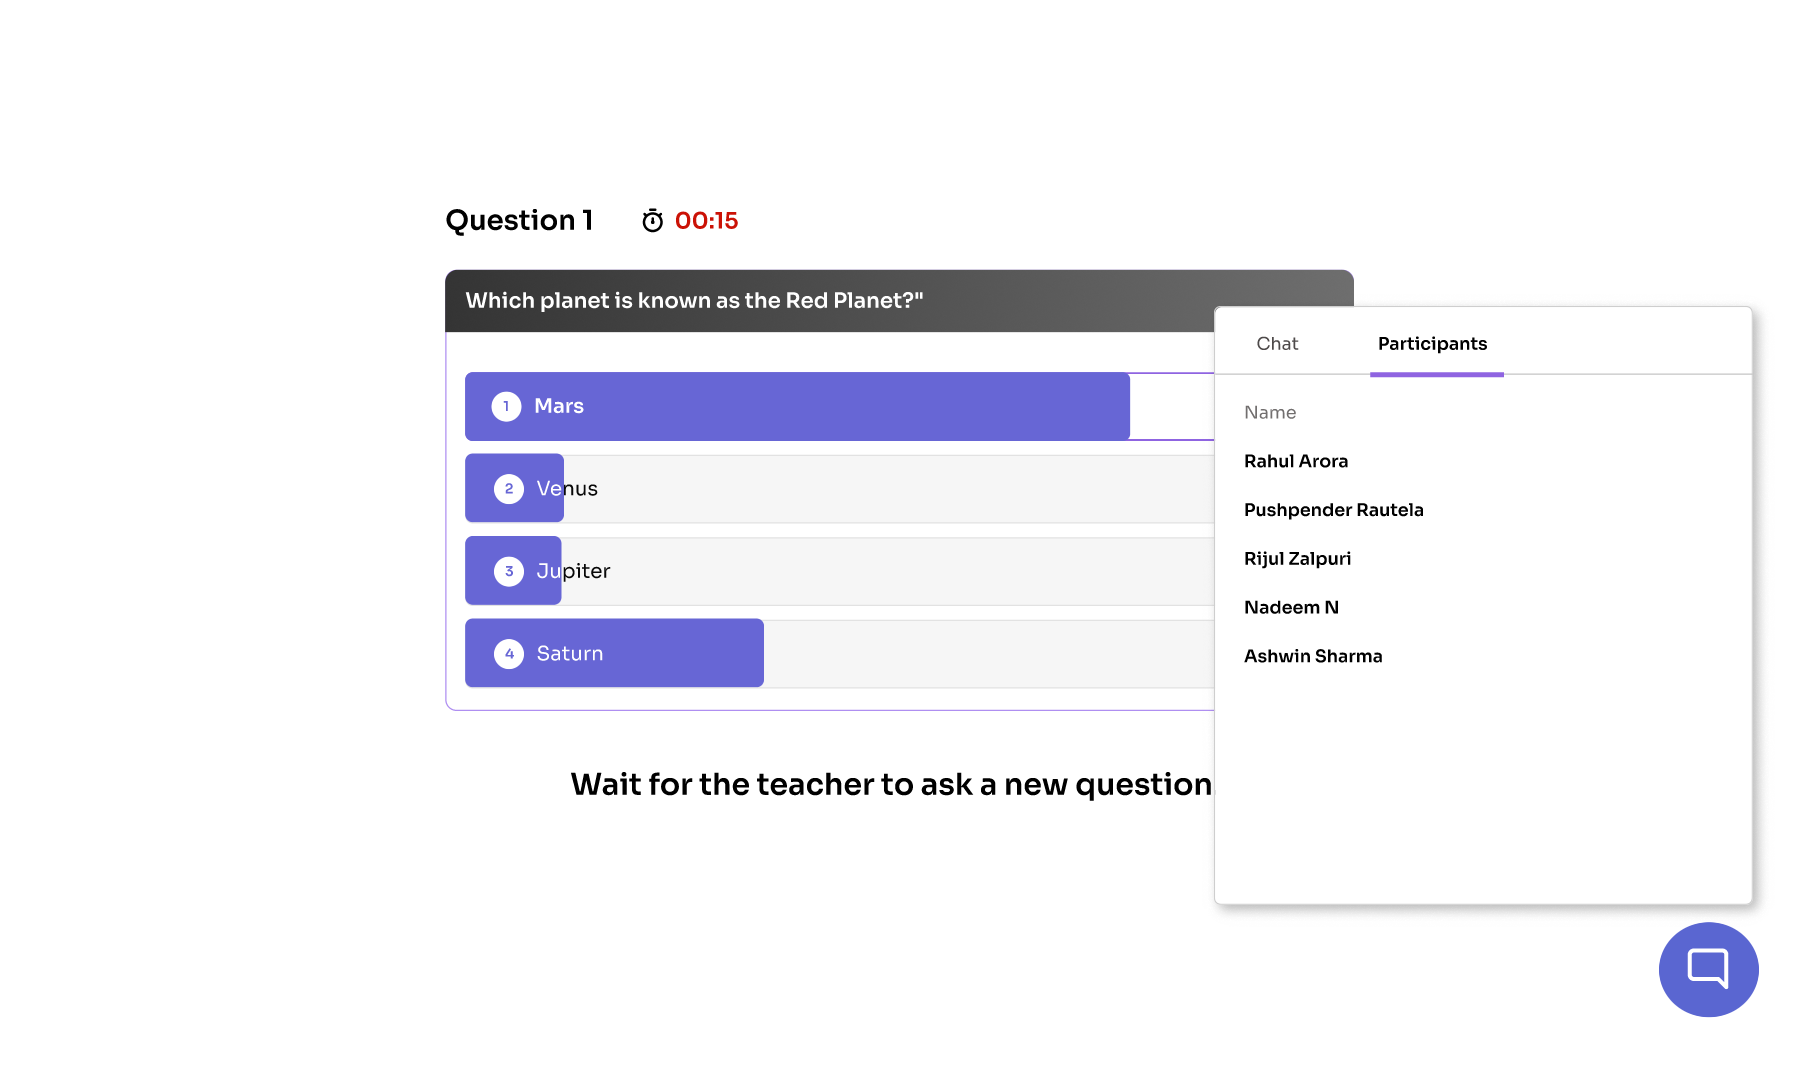 Question 1
00:15
Which planet is known as the Red Planet?"
1 Mars
2 Venus
3 Jupiter
4 Saturn
Wait for the teacher to ask a new question
Chat
Participants
Name
Rahul Arora
Pushpender Rautela
Rijul Zalpuri
Nadeem N
Ashwin Sharma